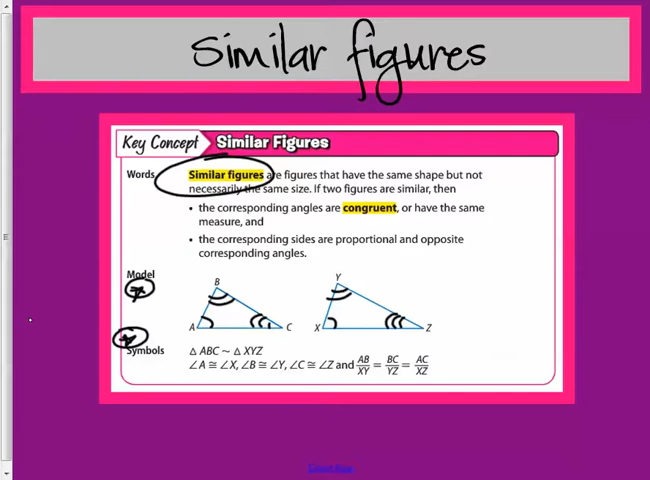 Similar figures
Key Concept Similar Figures
Words Similar figures are figures that have the same shape but not
necessarily the same size. If two figures are similar, then
• the corresponding angles are congruent, or have the same
measure, and
• the corresponding sides are proportional and opposite
corresponding angles.
Model
B
Y
A
C
X
Z
Symbols △ ABC ~ △ XYZ
∠A ≅ ∠X, ∠B ≅ ∠Y, ∠C ≅ ∠Z and AB/XY = BC/YZ = AC/XZ